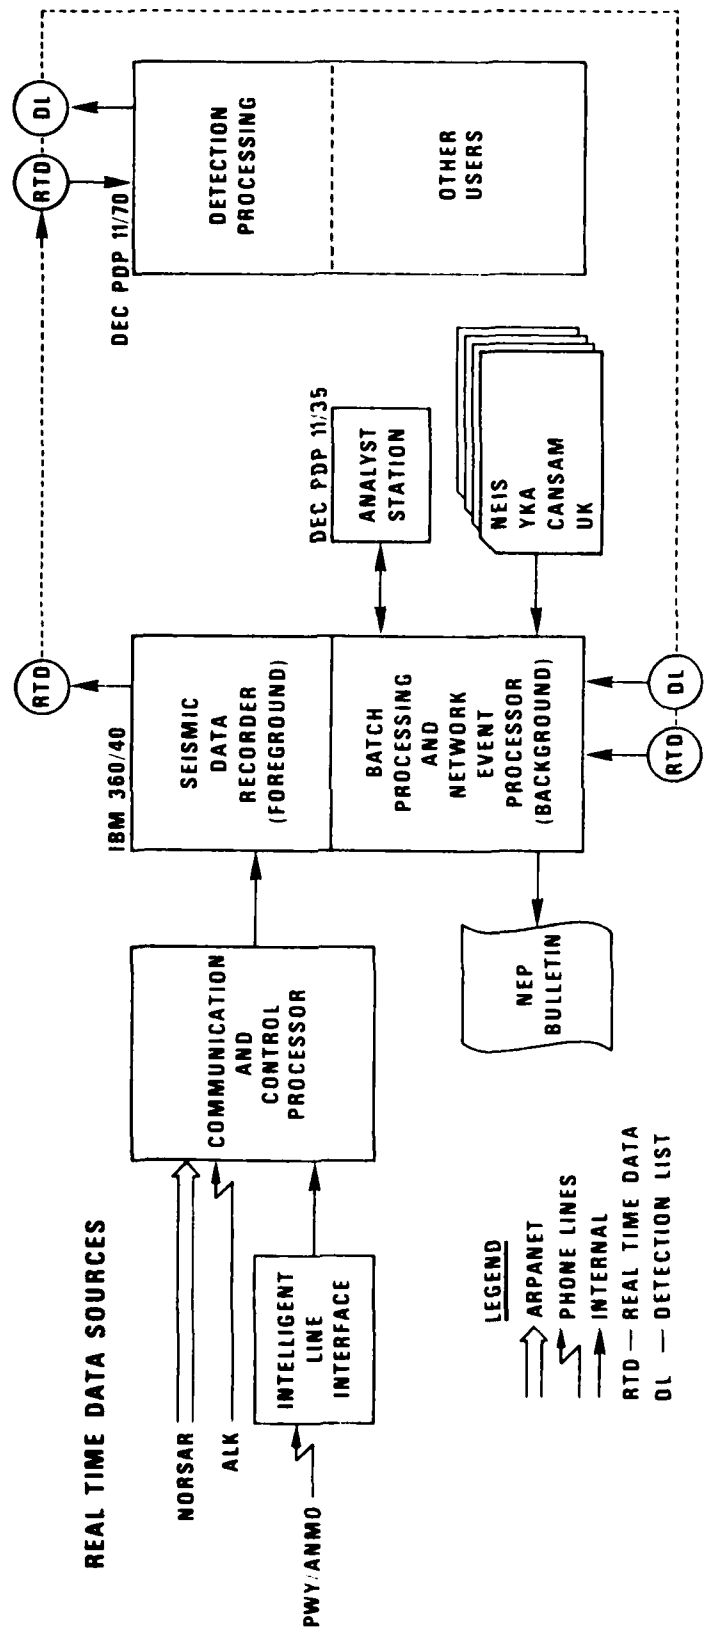 REAL TIME DATA SOURCES
NORSAR
ALK
PWY/ANMO
INTELLIGENT
LINE
INTERFACE
COMMUNICATION
AND
CONTROL
PROCESSOR
IBM 360/40
SEISMIC
DATA
RECORDER
(FOREGROUND)
BATCH
PROCESSING
AND
NETWORK
EVENT
PROCESSOR
(BACKGROUND)
RTD
RTD
DL
NEP
BULLETIN
DEC PDP 11/35
ANALYST
STATION
NEIS
YKA
CANSAM
UK
RTD
DL
DEC PDP 11/70
DETECTION
PROCESSING
OTHER
USERS
LEGEND
ARPANET
PHONE LINES
INTERNAL
RTD — REAL TIME DATA
DL — DETECTION LIST